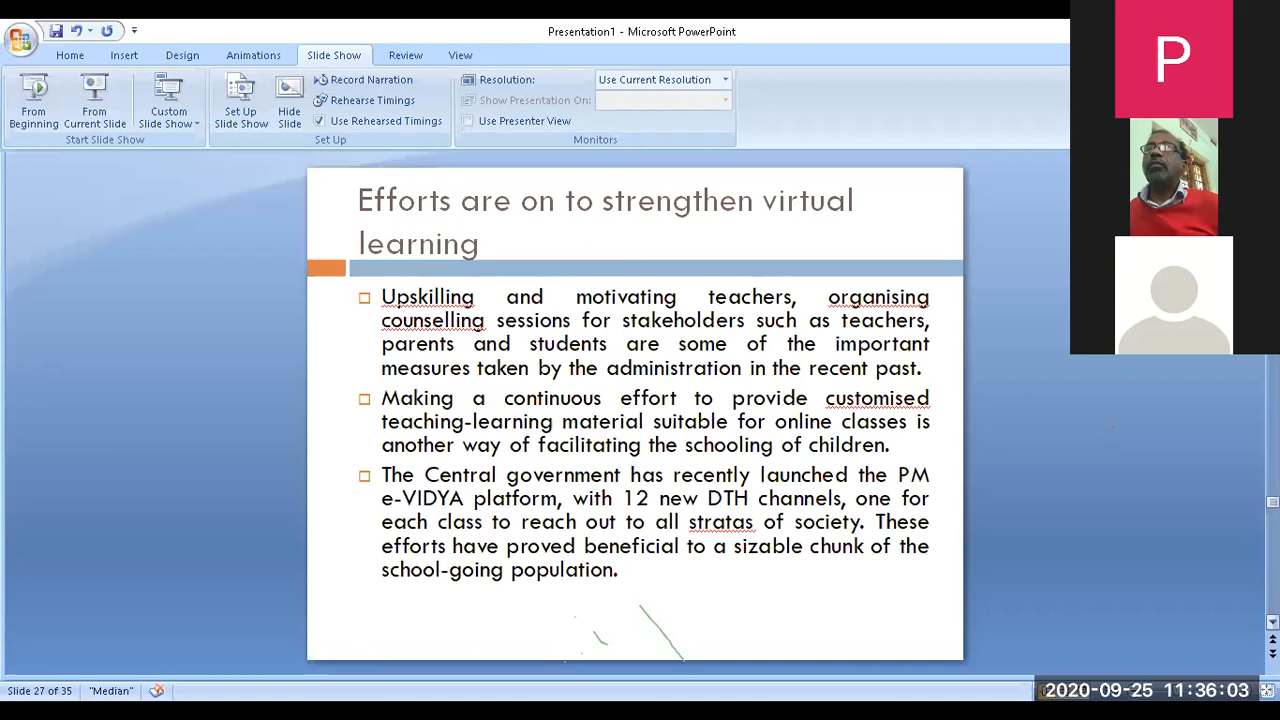 Presentation1 - Microsoft PowerPoint
Home Insert Design Animations Slide Show Review View
From Beginning
From Current Slide
Custom Slide Show
Start Slide Show
Set Up Slide Show
Hide Slide
Record Narration
Rehearse Timings
Use Rehearsed Timings
Set Up
Resolution: Use Current Resolution
Show Presentation On:
Use Presenter View
Monitors
P
Efforts are on to strengthen virtual
learning
Upskilling and motivating teachers, organising
counselling sessions for stakeholders such as teachers,
parents and students are some of the important
measures taken by the administration in the recent past.
Making a continuous effort to provide customised
teaching-learning material suitable for online classes is
another way of facilitating the schooling of children.
The Central government has recently launched the PM
e-VIDYA platform, with 12 new DTH channels, one for
each class to reach out to all stratas of society. These
efforts have proved beneficial to a sizable chunk of the
school-going population.
Slide 27 of 35 "Median"
2020-09-25 11:36:03